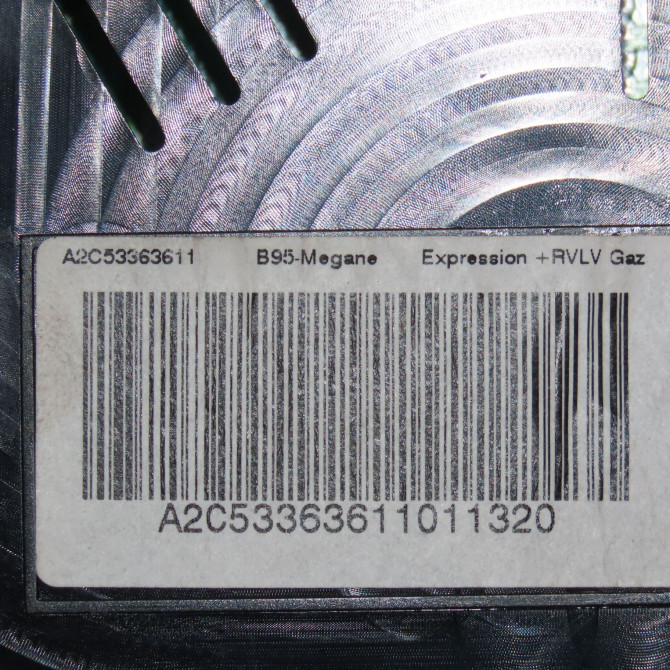 A2C53363611 B95-Megane Expression +RVLV Gaz
A2C53363611011320